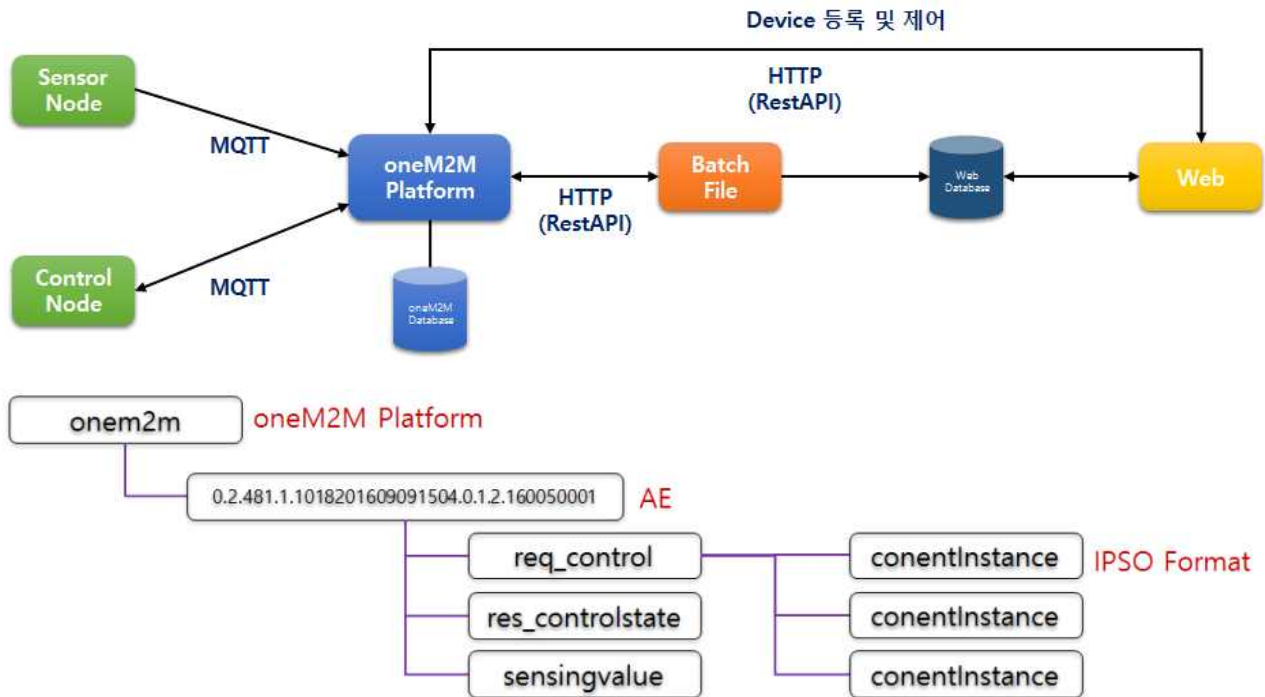 Device 등록 및 제어
HTTP
(RestAPI)
Sensor
Node
MQTT
oneM2M
Platform
HTTP
(RestAPI)
Batch
File
Web
Database
Web
Control
Node
MQTT
oneM2M
Database
onem2m
oneM2M Platform
0.2.481.1.1018201609091504.0.1.2.160050001
AE
req_control
conentInstance
IPSO Format
res_controlstate
conentInstance
sensingvalue
conentInstance